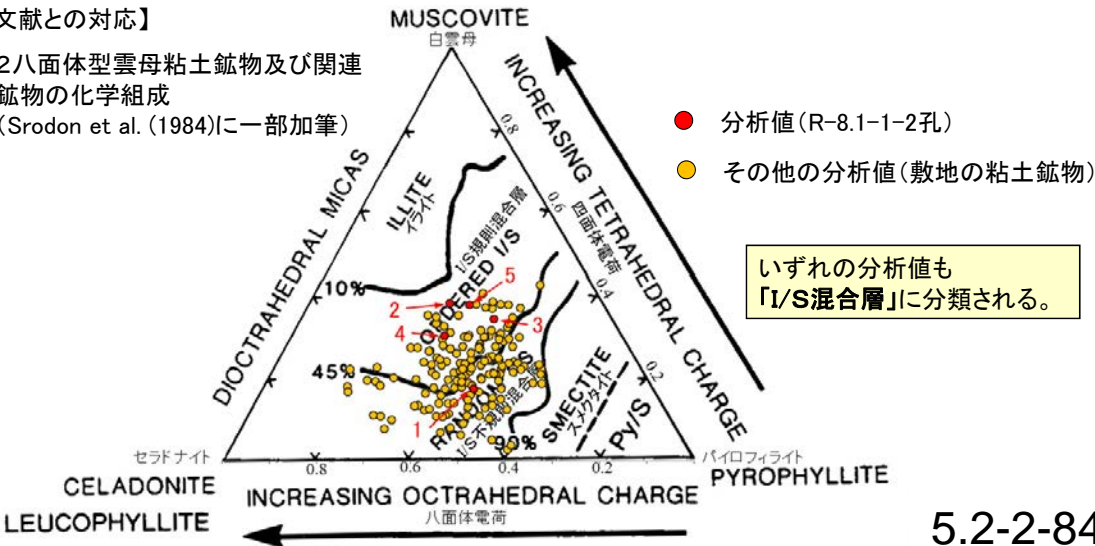 文献との対応】
2八面体型雲母粘土鉱物及び関連
鉱物の化学組成
(Srodon et al. (1984)に一部加筆)
MUSCOVITE
白雲母
分析値(R-8.1-1-2孔)
その他の分析値(敷地の粘土鉱物)
いずれの分析値も
「I/S混合層」に分類される。
DIOCTRAHEDRAL MICAS
INCREASING TETRAHEDRAL CHARGE
四面体電荷
0.8
0.6
0.4
0.2
ILLITE
イライト
I/S規則混合層
ORDERED I/S
10%
2
5
3
4
45%
1
I/S不規則混合層
90%
SMECTITE
スメクタイト
Py/S
セラドナイト
CELADONITE
LEUCOPHYLLITE
0.8
0.6
0.4
0.2
パイロフィライト
PYROPHYLLITE
INCREASING OCTRAHEDRAL CHARGE
八面体電荷
5.2-2-84